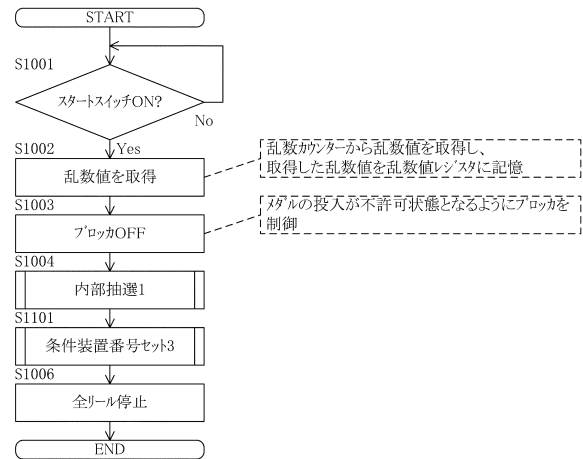 START
S1001
スタートスイッチON?
No
S1002
Yes
乱数値を取得
乱数カウンターから乱数値を取得し、
取得した乱数値を乱数値レジスタに記憶
S1003
ブロッカOFF
メダルの投入が不許可状態となるようにブロッカを
制御
S1004
内部抽選1
S1101
条件装置番号セット3
S1006
全リール停止
END